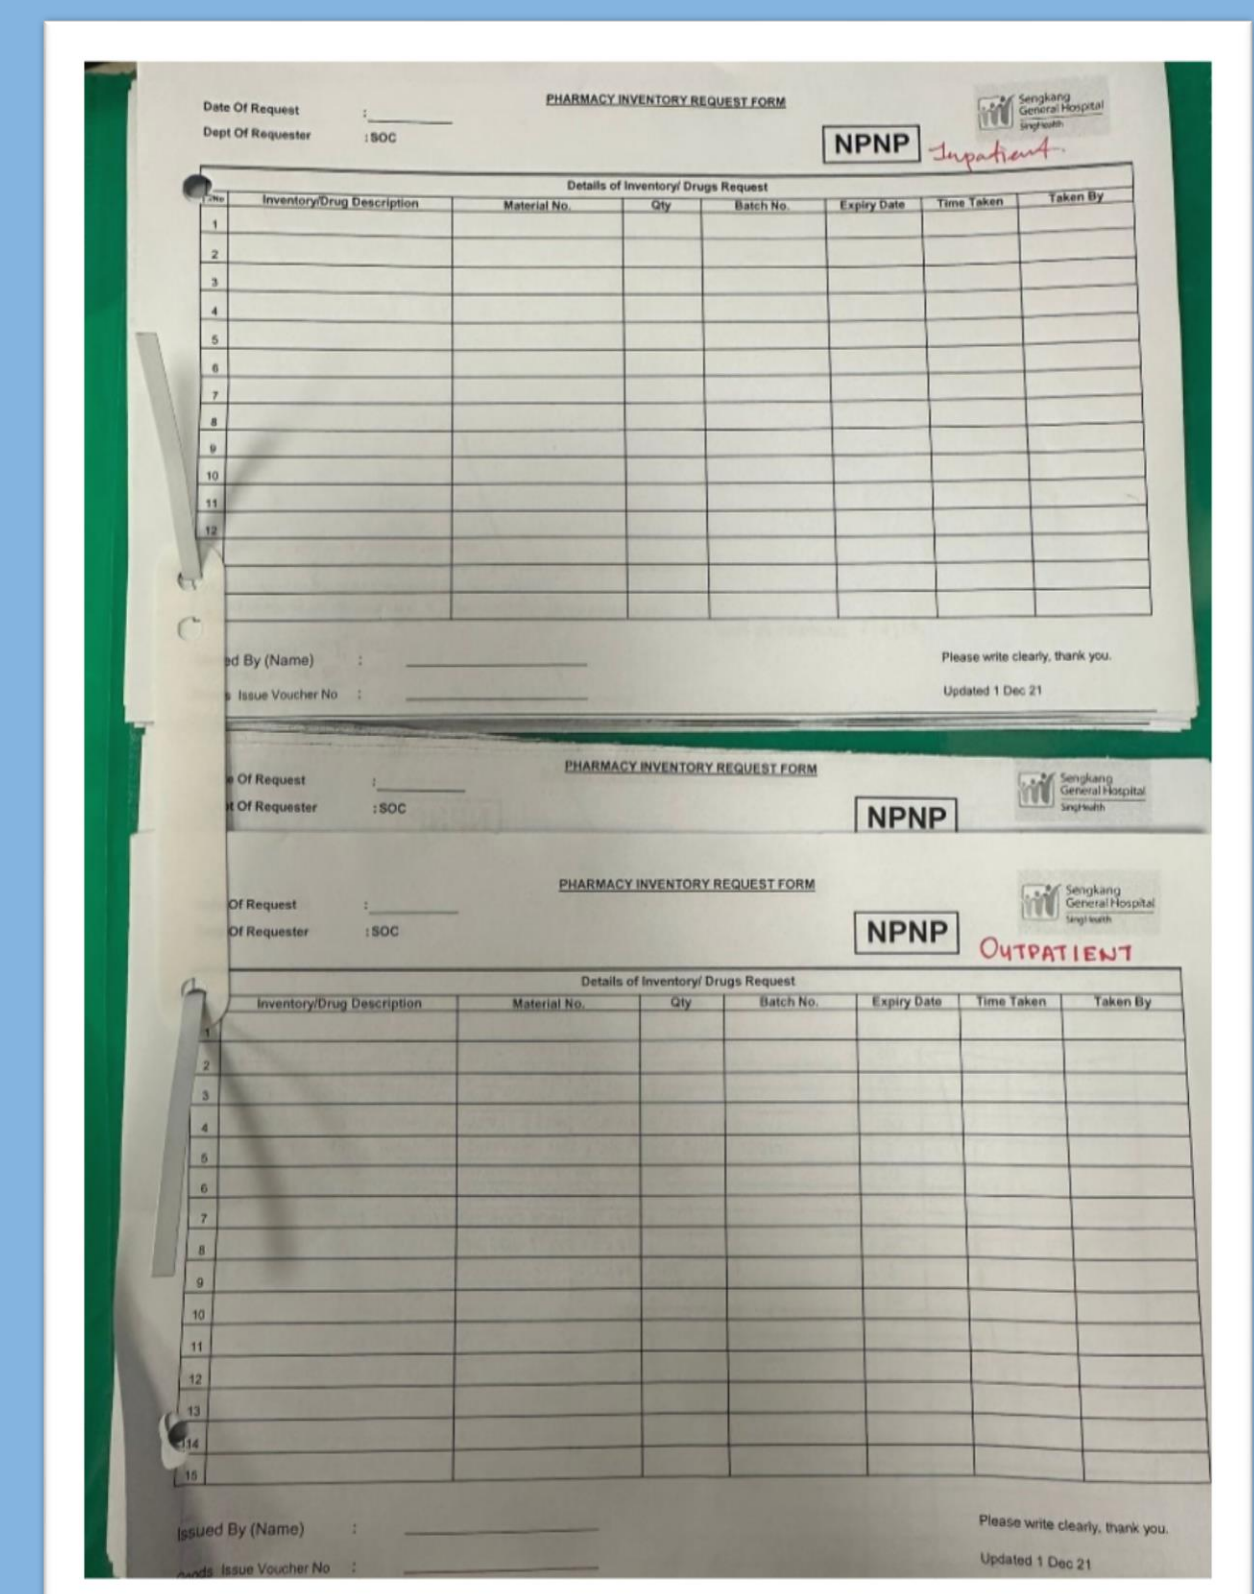 PHARMACY INVENTORY REQUEST FORM
Sengkang
General Hospital
SingHealth
Date Of Request :
Dept Of Requester : SOC
NPNP Inpatient.
Details of Inventory/ Drugs Request
Inventory/Drug Description Material No. Qty Batch No. Expiry Date Time Taken Taken By
1
2
3
4
5
6
7
8
9
10
11
12
ed By (Name) :
Please write clearly, thank you.
Issue Voucher No :
Updated 1 Dec 21
PHARMACY INVENTORY REQUEST FORM
Sengkang
General Hospital
SingHealth
Of Request :
Of Requester : SOC
NPNP
PHARMACY INVENTORY REQUEST FORM
Sengkang
General Hospital
SingHealth
Of Request :
Of Requester : SOC
NPNP OUTPATIENT
Details of Inventory/ Drugs Request
Inventory/Drug Description Material No. Qty Batch No. Expiry Date Time Taken Taken By
1
2
3
4
5
6
7
8
9
10
11
12
13
14
15
Issued By (Name) :
Please write clearly, thank you.
Issue Voucher No :
Updated 1 Dec 21